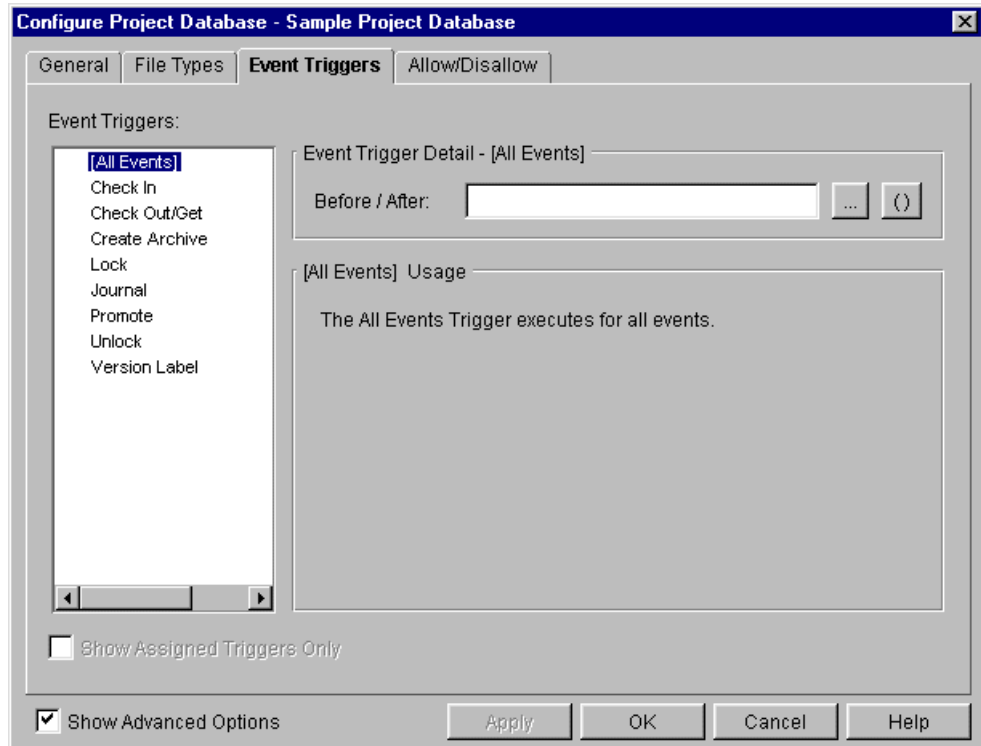 Configure Project Database - Sample Project Database
General File Types Event Triggers Allow/Disallow
Event Triggers:
[All Events]
Check In
Check Out/Get
Create Archive
Lock
Journal
Promote
Unlock
Version Label
Event Trigger Detail - [All Events]
Before / After: ... ()
[All Events] Usage
The All Events Trigger executes for all events.
Show Assigned Triggers Only
Show Advanced Options Apply OK Cancel Help